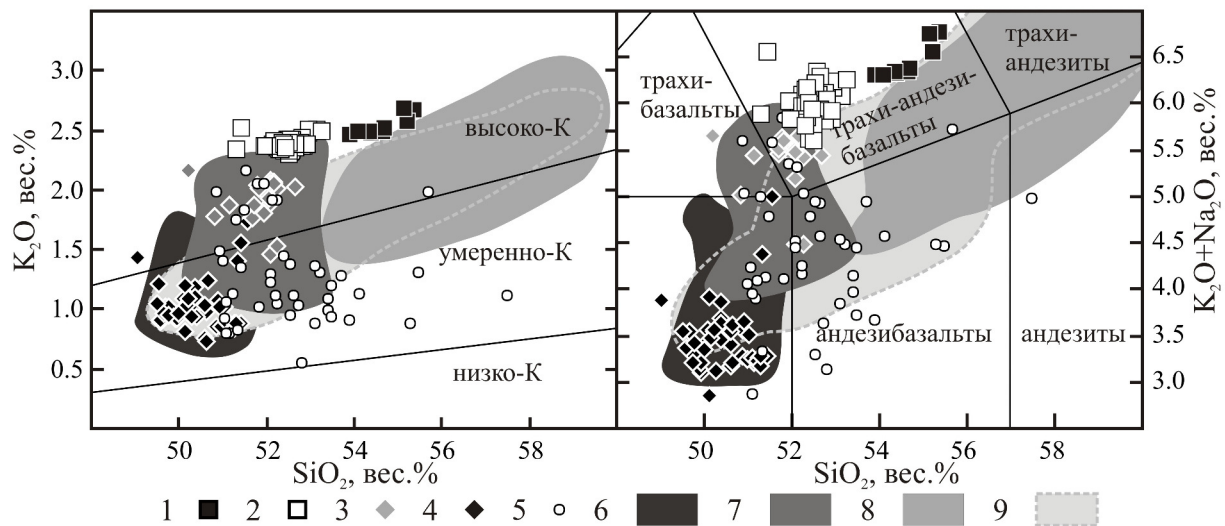 K₂O, вес.%
3.0
2.5
2.0
1.5
1.0
0.5
высоко-К
умеренно-К
низко-К
50 52 54 56 58
SiO₂, вес.%
трахи-
базальты
трахи-андези-
базальты
трахи-
андезиты
андезибазальты
андезиты
6.5
6.0
5.5
5.0
4.5
4.0
3.5
3.0
K₂O+Na₂O, вес.%
50 52 54 56 58
SiO₂, вес.%
1 2 3 4 5 6 7 8 9